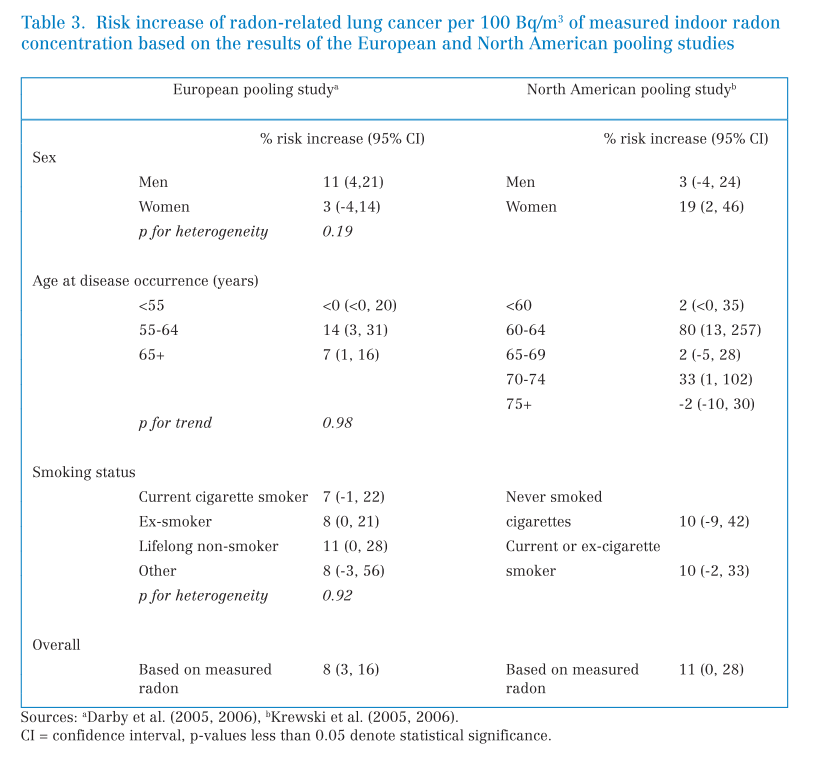 Table 3. Risk increase of radon-related lung cancer per 100 Bq/m³ of measured indoor radon
concentration based on the results of the European and North American pooling studies
European pooling studyᵃ North American pooling studyᵇ
% risk increase (95% CI) % risk increase (95% CI)
Sex
Men 11 (4,21) Men 3 (-4, 24)
Women 3 (-4,14) Women 19 (2, 46)
p for heterogeneity 0.19
Age at disease occurrence (years)
<55 <0 (<0, 20) <60 2 (<0, 35)
55-64 14 (3, 31) 60-64 80 (13, 257)
65+ 7 (1, 16) 65-69 2 (-5, 28)
70-74 33 (1, 102)
75+ -2 (-10, 30)
p for trend 0.98
Smoking status
Current cigarette smoker 7 (-1, 22) Never smoked
Ex-smoker 8 (0, 21) cigarettes 10 (-9, 42)
Lifelong non-smoker 11 (0, 28) Current or ex-cigarette
Other 8 (-3, 56) smoker 10 (-2, 33)
p for heterogeneity 0.92
Overall
Based on measured 8 (3, 16) Based on measured 11 (0, 28)
radon radon
Sources: ᵃDarby et al. (2005, 2006), ᵇKrewski et al. (2005, 2006).
CI = confidence interval, p-values less than 0.05 denote statistical significance.